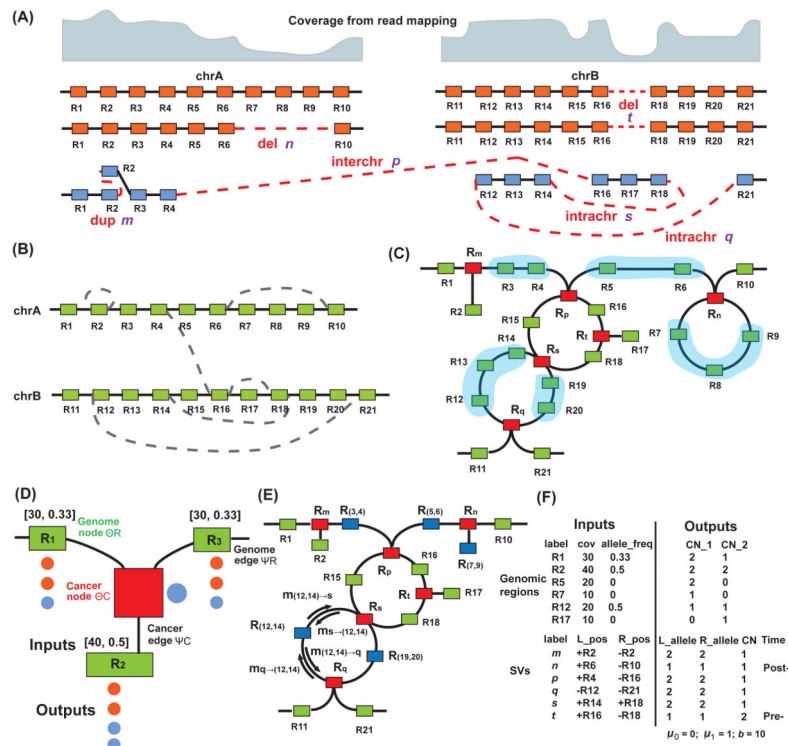 (A)
Coverage from read mapping
chrA
chrB
R1 R2 R3 R4 R5 R6 R7 R8 R9 R10
R11 R12 R13 R14 R15 R16 del t R18 R19 R20 R21
R1 R2 R3 R4 R5 R6 del n R10
R11 R12 R13 R14 R15 R16 R18 R19 R20 R21
interchr p
R2
R1 R2 R3 R4
dup m
R12 R13 R14 R16 R17 R18 R21
intrachr s
intrachr q
(B)
chrA
R1 R2 R3 R4 R5 R6 R7 R8 R9 R10
chrB
R11 R12 R13 R14 R15 R16 R17 R18 R19 R20 R21
(C)
Rm
R1 R3 R4 R5 R6 R10
R2 Rp Rn
R16
R15 R7 R9
Rt
R14 Rs R17
R13 R18 R8
R19
R12 R20
Rq
R11 R21
(D)
[30, 0.33] [30, 0.33]
Genome node ΘR
R1 R3
Genome edge ΨR
Cancer node ΘC
Cancer edge ΨC
Inputs [40, 0.5]
R2
Outputs
(E)
Rm R(3,4) R(5,6) Rn
R1 R10
R2 Rp R16 R(7,9)
R15
Rt
m(12,14)→s R17
Rs
R(12,14) ms→(12,14) R18
m(12,14)→q
R(19,20)
mq→(12,14)
Rq
R11 R21
(F)
Inputs Outputs
label cov allele_freq CN_1 CN_2
R1 30 0.33 2 1
R2 40 0.5 2 2
Genomic regions
R5 20 0 2 0
R7 10 0 1 0
R12 20 0.5 1 1
R17 10 0 0 1
label L_pos R_pos L_allele R_allele CN Time
m +R2 -R2 2 2 1
n +R6 -R10 1 1 1 Post-
SVs
p +R4 -R16 2 2 1
q -R12 -R21 2 2 1
s +R14 +R18 2 2 1
t +R16 -R18 1 1 2 Pre-
μ0 = 0; μ1 = 1; b = 10